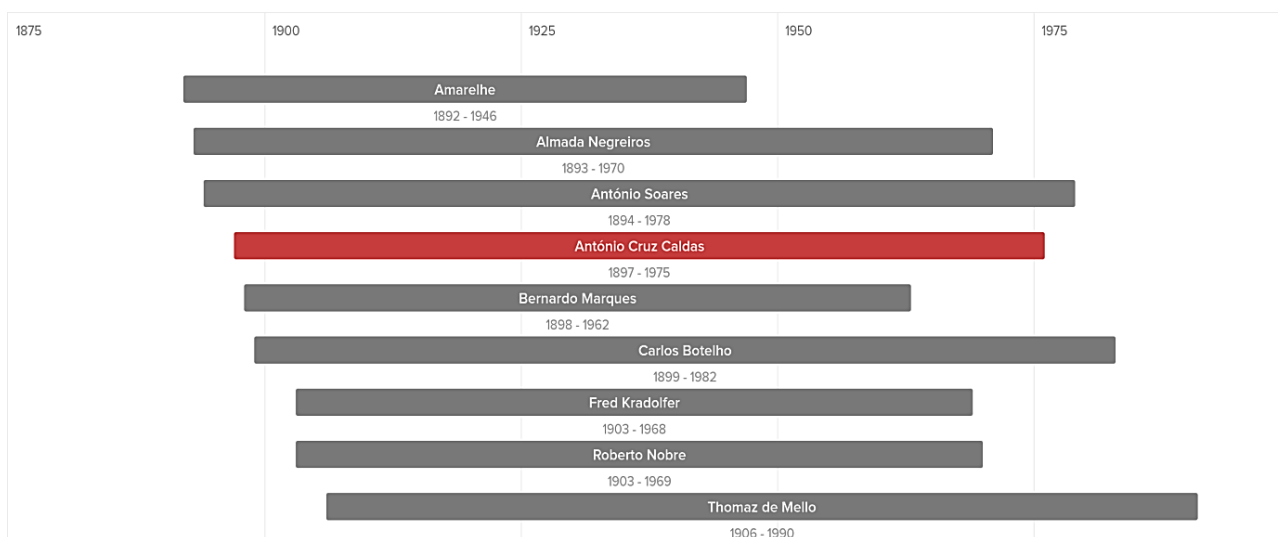 1875 1900 1925 1950 1975
Amarelhe
1892 - 1946
Almada Negreiros
1893 - 1970
António Soares
1894 - 1978
António Cruz Caldas
1897 - 1975
Bernardo Marques
1898 - 1962
Carlos Botelho
1899 - 1982
Fred Kradolfer
1903 - 1968
Roberto Nobre
1903 - 1969
Thomaz de Mello
1906 - 1990